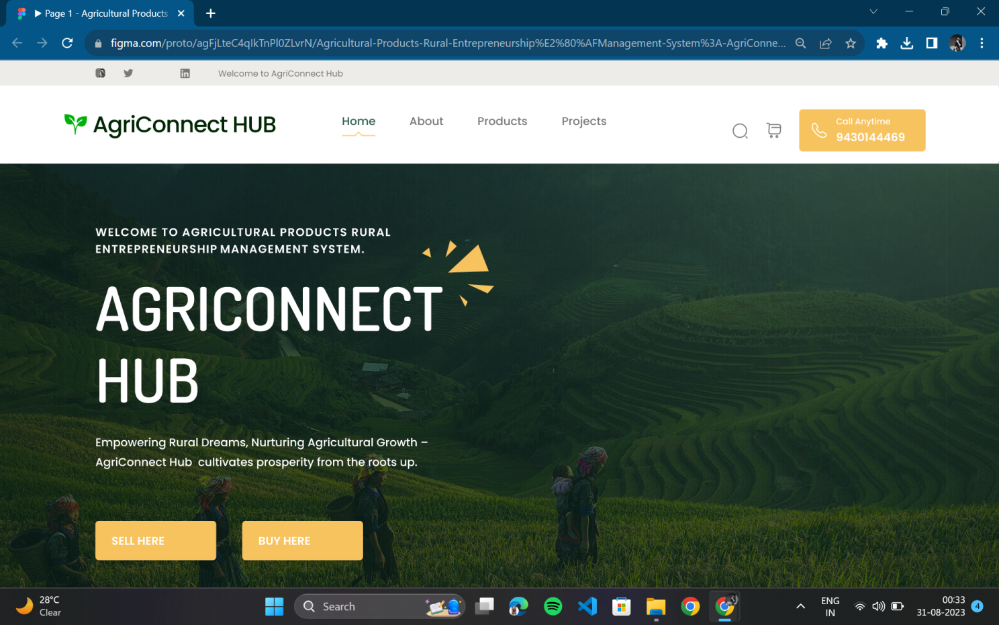 Page 1 - Agricultural Products
figma.com/proto/agFjLteC4qIkTnPl0ZLvrN/Agricultural-Products-Rural-Entrepreneurship%E2%80%AFManagement-System%3A-AgriConne...
Welcome to AgriConnect Hub
AgriConnect HUB
Home
About
Products
Projects
Call Anytime
9430144469
WELCOME TO AGRICULTURAL PRODUCTS RURAL
ENTREPRENEURSHIP MANAGEMENT SYSTEM.
AGRICONNECT
HUB
Empowering Rural Dreams, Nurturing Agricultural Growth –
AgriConnect Hub cultivates prosperity from the roots up.
SELL HERE
BUY HERE
28°C
Clear
Search
ENG
IN
00:33
31-08-2023
4